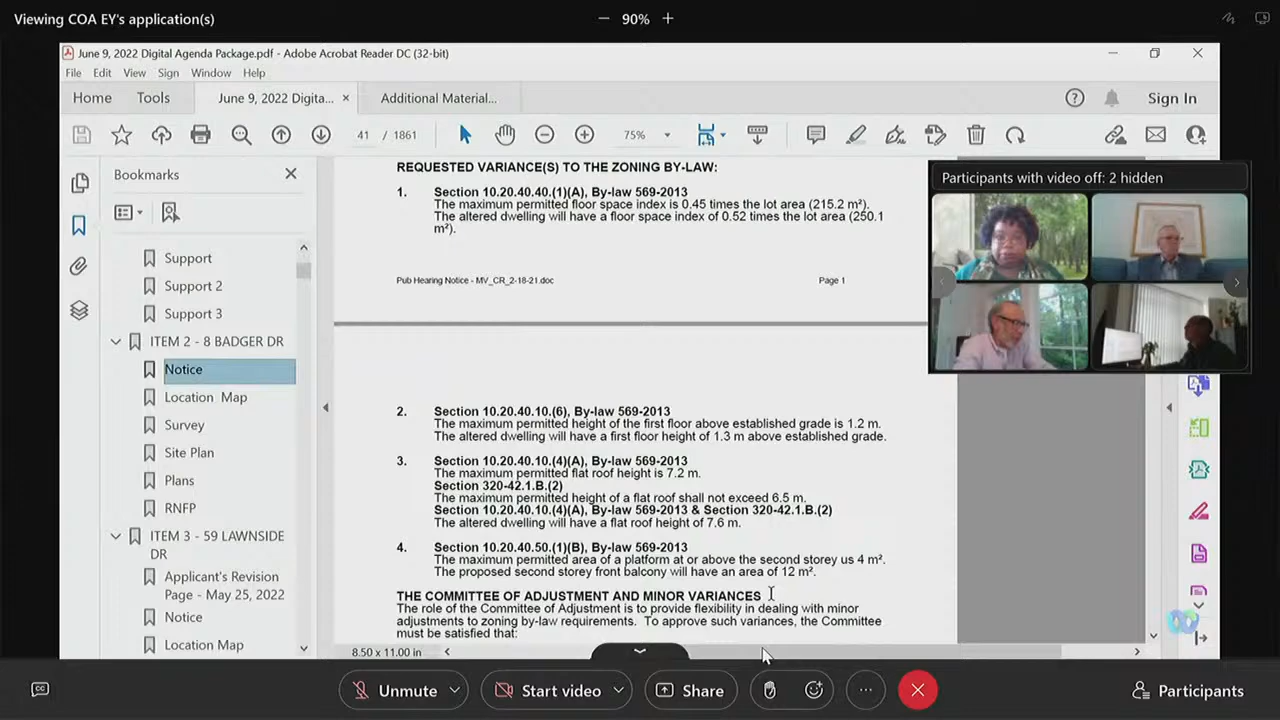 Viewing COA EY's application(s)
90%
June 9, 2022 Digital Agenda Package.pdf - Adobe Acrobat Reader DC (32-bit)
File Edit View Sign Window Help
Home Tools June 9, 2022 Digita... × Additional Material... Sign In
41 / 1861 75%
Bookmarks
Support
Support 2
Support 3
ITEM 2 - 8 BADGER DR
Notice
Location Map
Survey
Site Plan
Plans
RNFP
ITEM 3 - 59 LAWNSIDE
DR
Applicant's Revision
Page - May 25, 2022
Notice
Location Map
REQUESTED VARIANCE(S) TO THE ZONING BY-LAW:
1. Section 10.20.40.40.(1)(A), By-law 569-2013
The maximum permitted floor space index is 0.45 times the lot area (215.2 m²).
The altered dwelling will have a floor space index of 0.52 times the lot area (250.1
m²).
Pub Hearing Notice - MV_CR_2-18-21.doc Page 1
2. Section 10.20.40.10.(6), By-law 569-2013
The maximum permitted height of the first floor above established grade is 1.2 m.
The altered dwelling will have a first floor height of 1.3 m above established grade.
3. Section 10.20.40.10.(4)(A), By-law 569-2013
The maximum permitted flat roof height is 7.2 m.
Section 320-42.1.B.(2)
The maximum permitted height of a flat roof shall not exceed 6.5 m.
Section 10.20.40.10.(4)(A), By-law 569-2013 & Section 320-42.1.B.(2)
The altered dwelling will have a flat roof height of 7.6 m.
4. Section 10.20.40.50.(1)(B), By-law 569-2013
The maximum permitted area of a platform at or above the second storey us 4 m².
The proposed second storey front balcony will have an area of 12 m².
THE COMMITTEE OF ADJUSTMENT AND MINOR VARIANCES
The role of the Committee of Adjustment is to provide flexibility in dealing with minor
adjustments to zoning by-law requirements. To approve such variances, the Committee
must be satisfied that:
8.50 x 11.00 in
Participants with video off: 2 hidden
Unmute Start video Share Participants